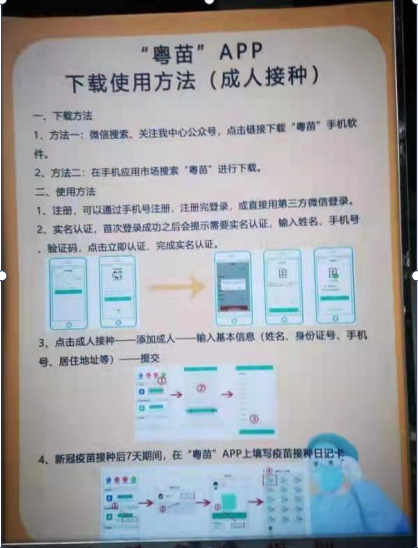 “粤苗”APP
下载使用方法（成人接种）
一、下载方法
1、方法一：微信搜索、关注我中心公众号，点击链接下载“粤苗”手机软
件。
2、方法二：在手机应用市场搜索“粤苗”进行下载。
二、使用方法
1、注册，可以通过手机号注册，注册完登录，或直接用第三方微信登录。
2、实名认证，首次登录成功之后会提示需要实名认证，输入姓名、手机号
、验证码，点击立即认证，完成实名认证。
3、点击成人接种——添加成人——输入基本信息（姓名、身份证号、手机
号、居住地址等）——提交
①
②
③
4、新冠疫苗接种后7天期间，在“粤苗”APP上填写疫苗接种日记卡